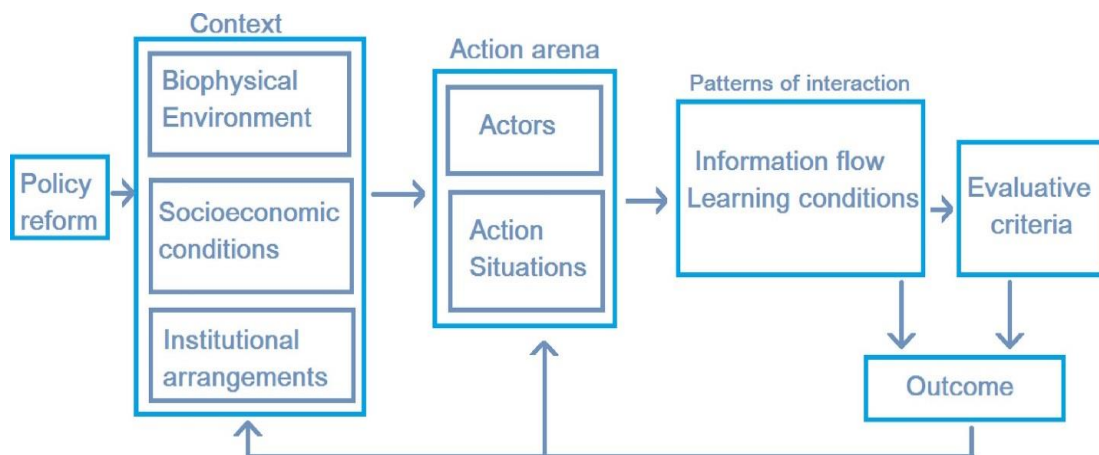 Context
Biophysical
Environment
Socioeconomic
conditions
Institutional
arrangements
Policy
reform
Action arena
Actors
Action
Situations
Patterns of interaction
Information flow
Learning conditions
Evaluative
criteria
Outcome